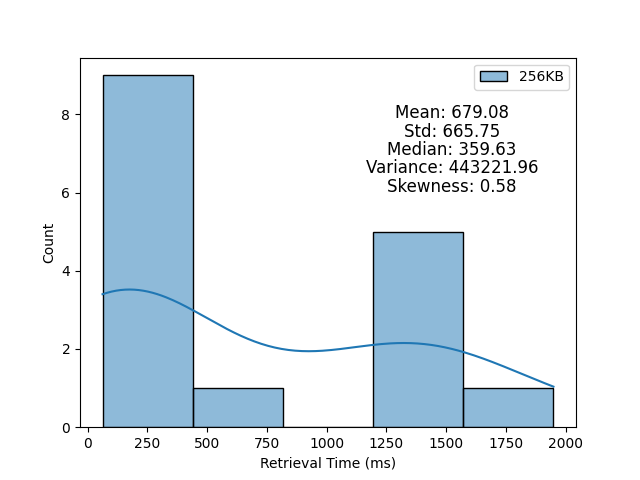 256KB
Mean: 679.08
Std: 665.75
Median: 359.63
Variance: 443221.96
Skewness: 0.58
Count
8
6
4
2
0
0 250 500 750 1000 1250 1500 1750 2000
Retrieval Time (ms)